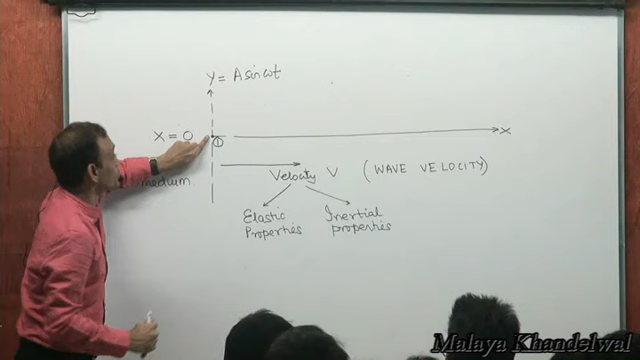 y = A sin ωt
x = 0
①
x
medium
Velocity V (WAVE VELOCITY)
Elastic Properties
Inertial properties
Malaya Khandelwal